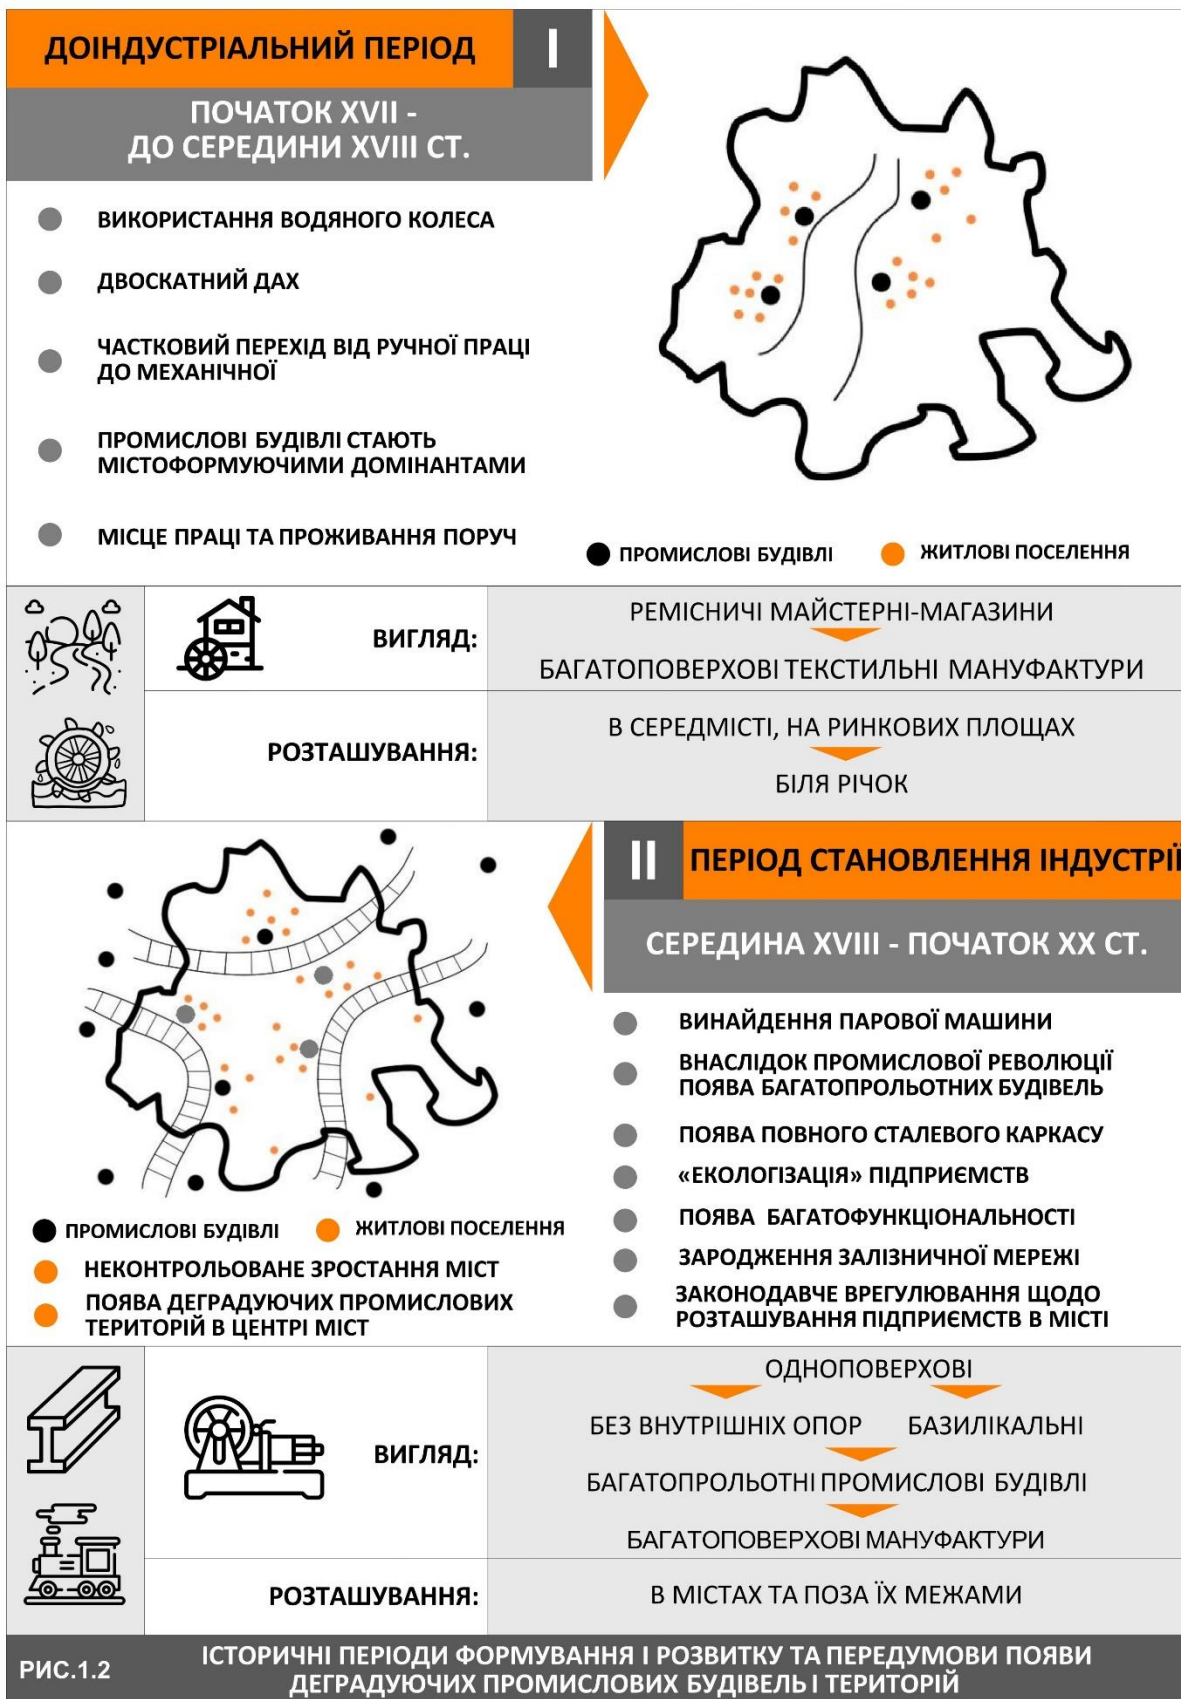 ДОІНДУСТРІАЛЬНИЙ ПЕРІОД
I
ПОЧАТОК XVII -
ДО СЕРЕДИНИ XVIII СТ.
ВИКОРИСТАННЯ ВОДЯНОГО КОЛЕСА
ДВОСКАТНИЙ ДАХ
ЧАСТКОВИЙ ПЕРЕХІД ВІД РУЧНОЇ ПРАЦІ
ДО МЕХАНІЧНОЇ
ПРОМИСЛОВІ БУДІВЛІ СТАЮТЬ
МІСТОФОРМУЮЧИМИ ДОМІНАНТАМИ
МІСЦЕ ПРАЦІ ТА ПРОЖИВАННЯ ПОРУЧ
ПРОМИСЛОВІ БУДІВЛІ
ЖИТЛОВІ ПОСЕЛЕННЯ
ВИГЛЯД:
РЕМІСНИЧІ МАЙСТЕРНІ-МАГАЗИНИ
БАГАТОПОВЕРХОВІ ТЕКСТИЛЬНІ МАНУФАКТУРИ
РОЗТАШУВАННЯ:
В СЕРЕДМІСТІ, НА РИНКОВИХ ПЛОЩАХ
БІЛЯ РІЧОК
II
ПЕРІОД СТАНОВЛЕННЯ ІНДУСТРІЇ
СЕРЕДИНА XVIII - ПОЧАТОК XX СТ.
ВИНАЙДЕННЯ ПАРОВОЇ МАШИНИ
ВНАСЛІДОК ПРОМИСЛОВОЇ РЕВОЛЮЦІЇ
ПОЯВА БАГАТОПРОЛЬОТНИХ БУДІВЕЛЬ
ПОЯВА ПОВНОГО СТАЛЕВОГО КАРКАСУ
«ЕКОЛОГІЗАЦІЯ» ПІДПРИЄМСТВ
ПОЯВА БАГАТОФУНКЦІОНАЛЬНОСТІ
ЗАРОДЖЕННЯ ЗАЛІЗНИЧНОЇ МЕРЕЖІ
ЗАКОНОДАВЧЕ ВРЕГУЛЮВАННЯ ЩОДО
РОЗТАШУВАННЯ ПІДПРИЄМСТВ В МІСТІ
ПРОМИСЛОВІ БУДІВЛІ
ЖИТЛОВІ ПОСЕЛЕННЯ
НЕКОНТРОЛЬОВАНЕ ЗРОСТАННЯ МІСТ
ПОЯВА ДЕГРАДУЮЧИХ ПРОМИСЛОВИХ
ТЕРИТОРІЙ В ЦЕНТРІ МІСТ
ВИГЛЯД:
ОДНОПОВЕРХОВІ
БЕЗ ВНУТРІШНІХ ОПОР
БАЗИЛІКАЛЬНІ
БАГАТОПРОЛЬОТНІ ПРОМИСЛОВІ БУДІВЛІ
БАГАТОПОВЕРХОВІ МАНУФАКТУРИ
РОЗТАШУВАННЯ:
В МІСТАХ ТА ПОЗА ЇХ МЕЖАМИ
РИС.1.2
ІСТОРИЧНІ ПЕРІОДИ ФОРМУВАННЯ І РОЗВИТКУ ТА ПЕРЕДУМОВИ ПОЯВИ
ДЕГРАДУЮЧИХ ПРОМИСЛОВИХ БУДІВЕЛЬ І ТЕРИТОРІЙ